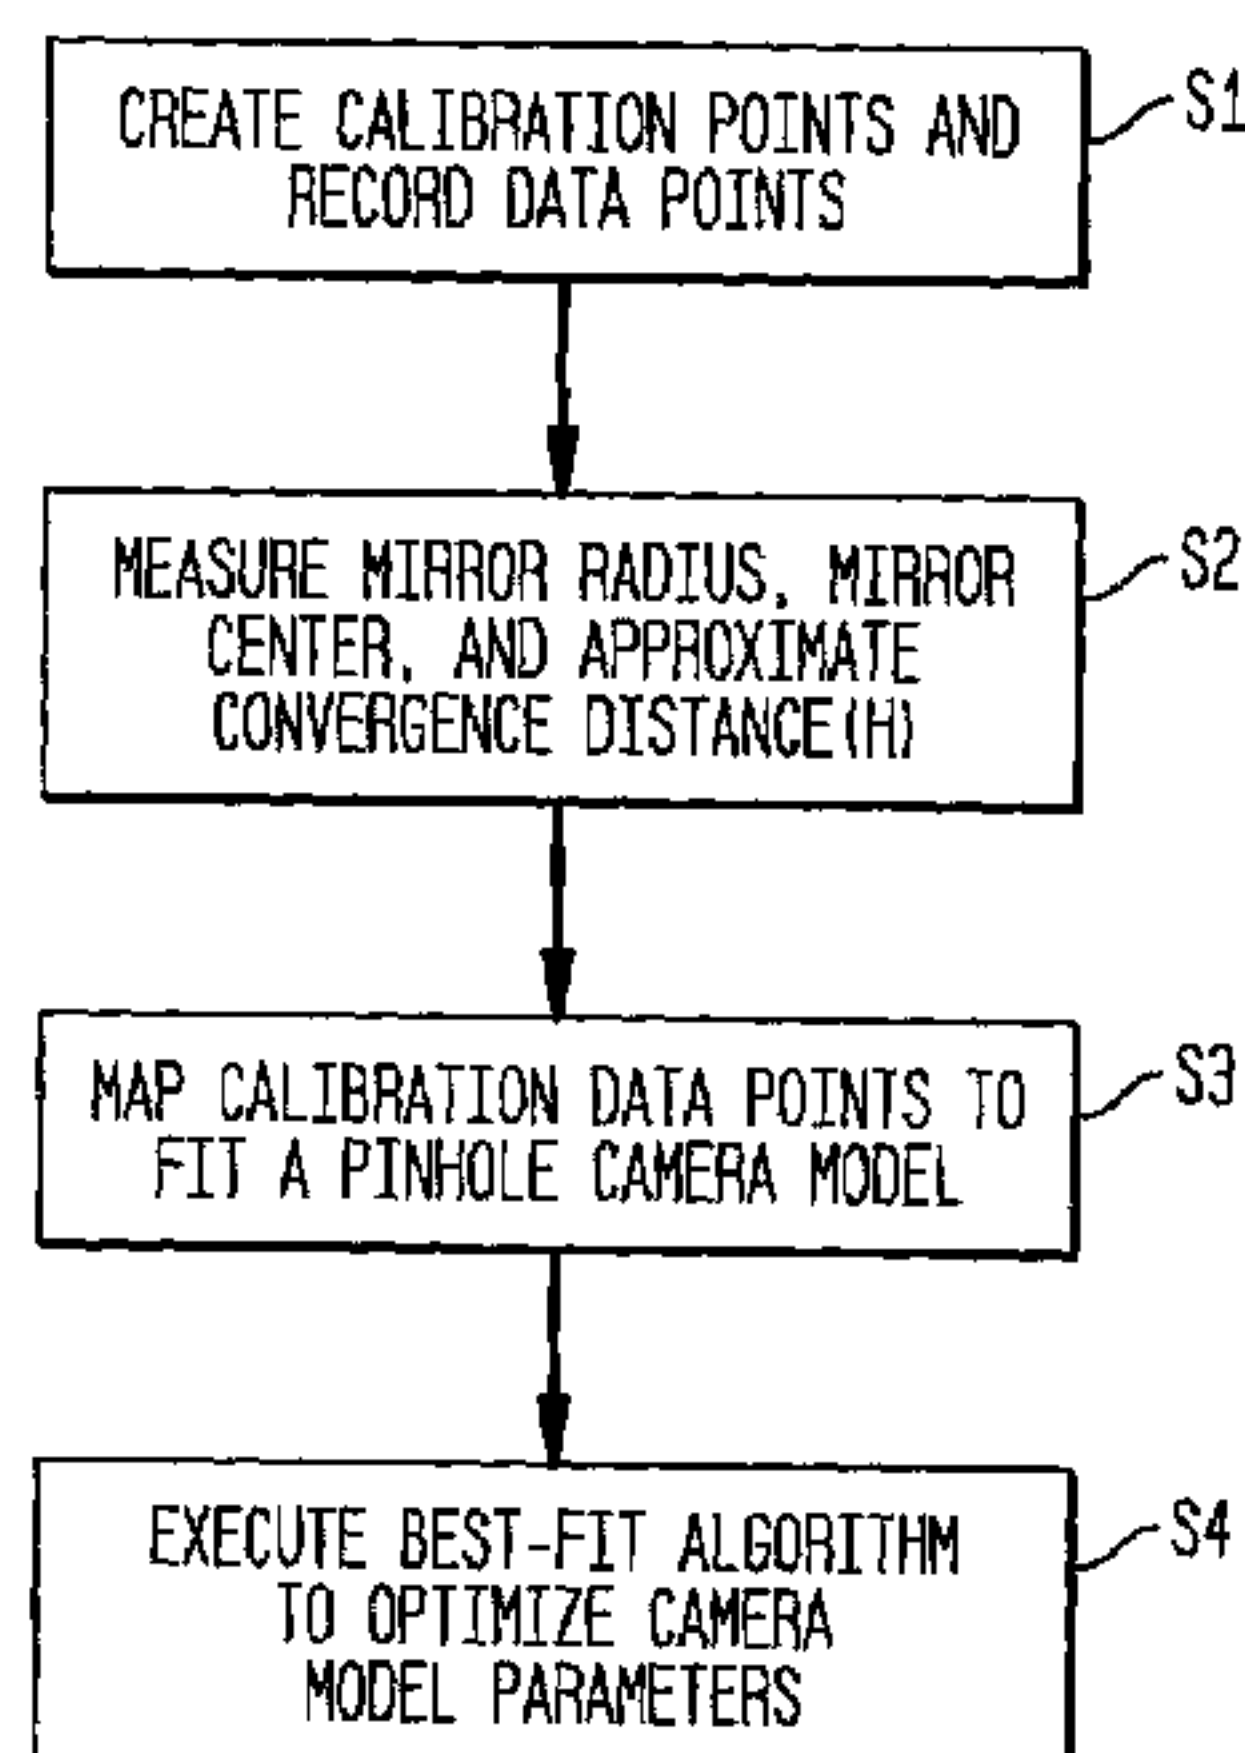 CREATE CALIBRATION POINTS AND
RECORD DATA POINTS
S1
MEASURE MIRROR RADIUS, MIRROR
CENTER, AND APPROXIMATE
CONVERGENCE DISTANCE(H)
S2
MAP CALIBRATION DATA POINTS TO
FIT A PINHOLE CAMERA MODEL
S3
EXECUTE BEST-FIT ALGORITHM
TO OPTIMIZE CAMERA
MODEL PARAMETERS
S4